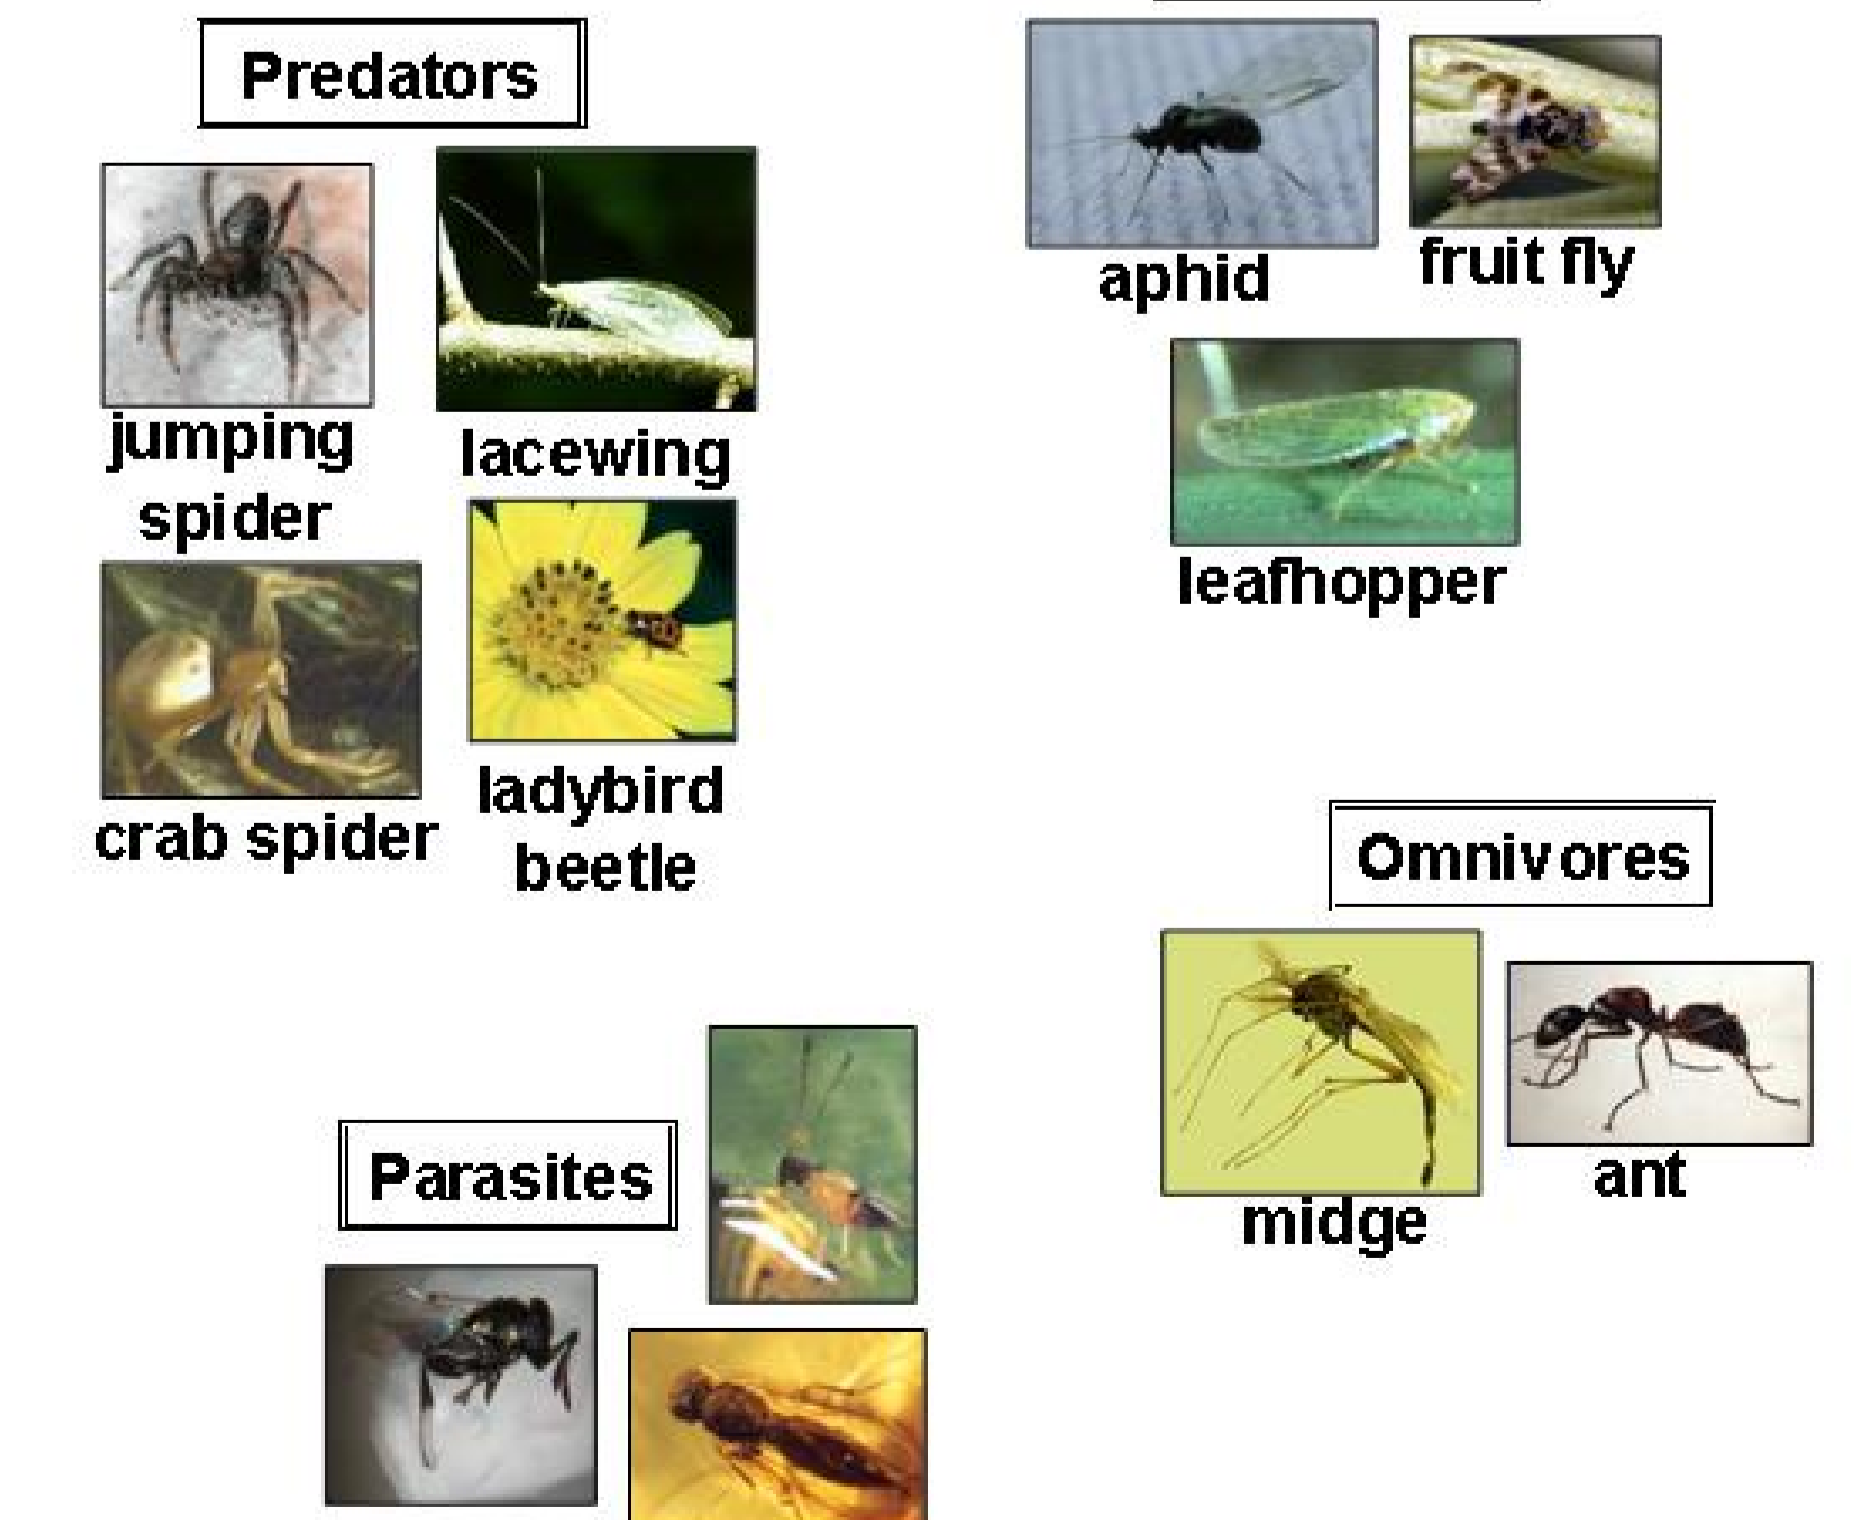 Predators
jumping
spider
lacewing
crab spider
ladybird
beetle
aphid
fruit fly
leafhopper
Omnivores
midge
ant
Parasites